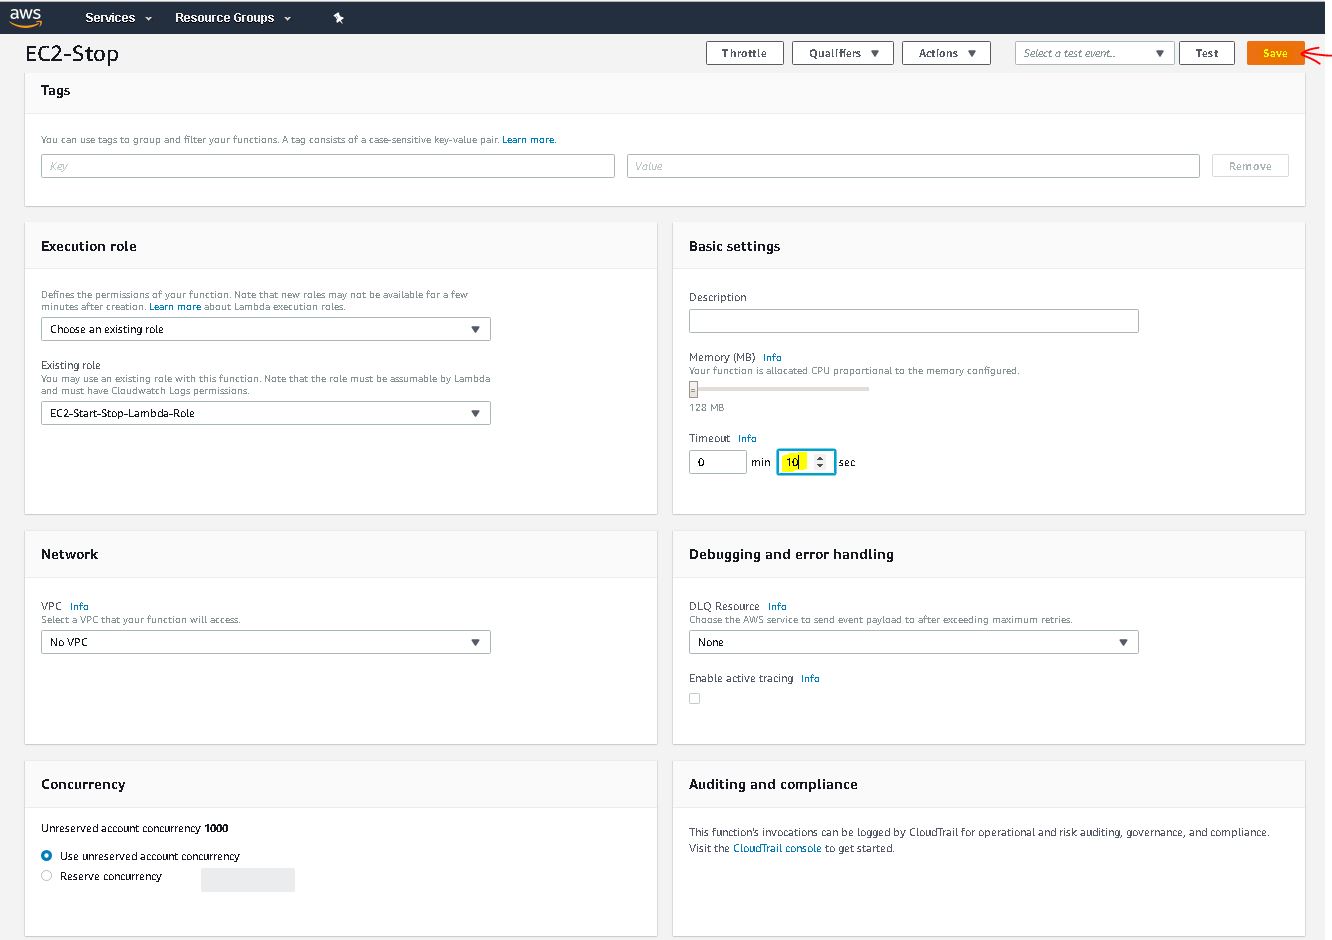 aws
Services
Resource Groups
EC2-Stop
Throttle
Qualifiers
Actions
Select a test event..
Test
Save
Tags
You can use tags to group and filter your functions. A tag consists of a case-sensitive key-value pair. Learn more.
Key
Value
Remove
Execution role
Defines the permissions of your function. Note that new roles may not be available for a few
minutes after creation. Learn more about Lambda execution roles.
Choose an existing role
Existing role
You may use an existing role with this function. Note that the role must be assumable by Lambda
and must have Cloudwatch Logs permissions.
EC2-Start-Stop-Lambda-Role
Basic settings
Description
Memory (MB) Info
Your function is allocated CPU proportional to the memory configured.
128 MB
Timeout Info
0 min 10 sec
Network
VPC Info
Select a VPC that your function will access.
No VPC
Debugging and error handling
DLQ Resource Info
Choose the AWS service to send event payload to after exceeding maximum retries.
None
Enable active tracing Info
Concurrency
Unreserved account concurrency 1000
Use unreserved account concurrency
Reserve concurrency
Auditing and compliance
This function's invocations can be logged by CloudTrail for operational and risk auditing, governance, and compliance.
Visit the CloudTrail console to get started.